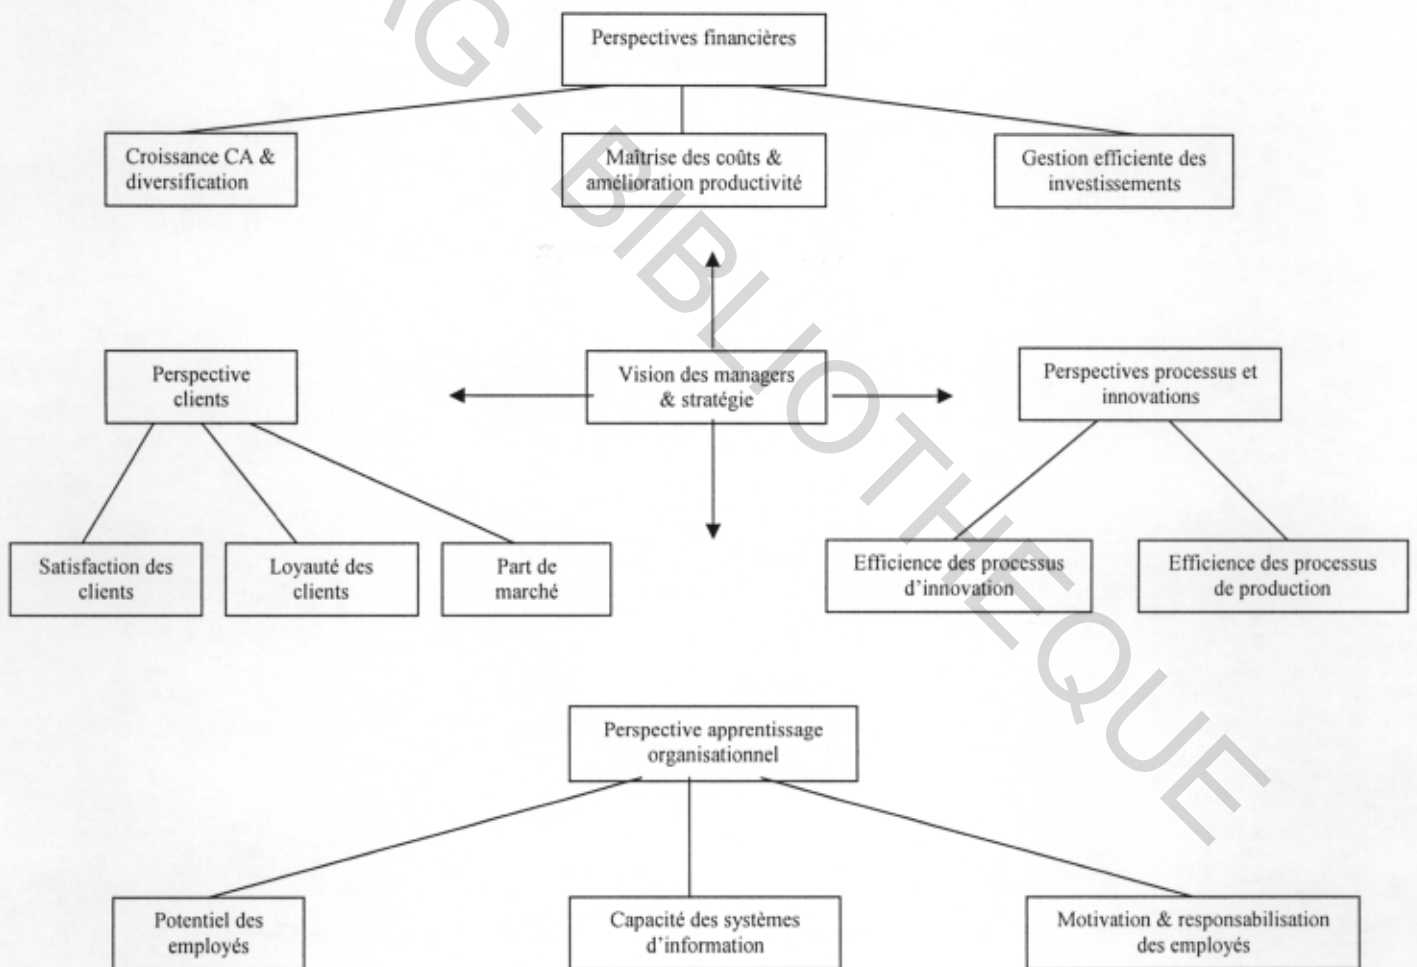 Perspectives financières
Croissance CA &
diversification
Maîtrise des coûts &
amélioration productivité
Gestion efficiente des
investissements
Perspective
clients
Vision des managers
& stratégie
Perspectives processus et
innovations
Satisfaction des
clients
Loyauté des
clients
Part de
marché
Efficience des processus
d’innovation
Efficience des processus
de production
Perspective apprentissage
organisationnel
Potentiel des
employés
Capacité des systèmes
d’information
Motivation & responsabilisation
des employés
AG - BIBLIOTHEQUE